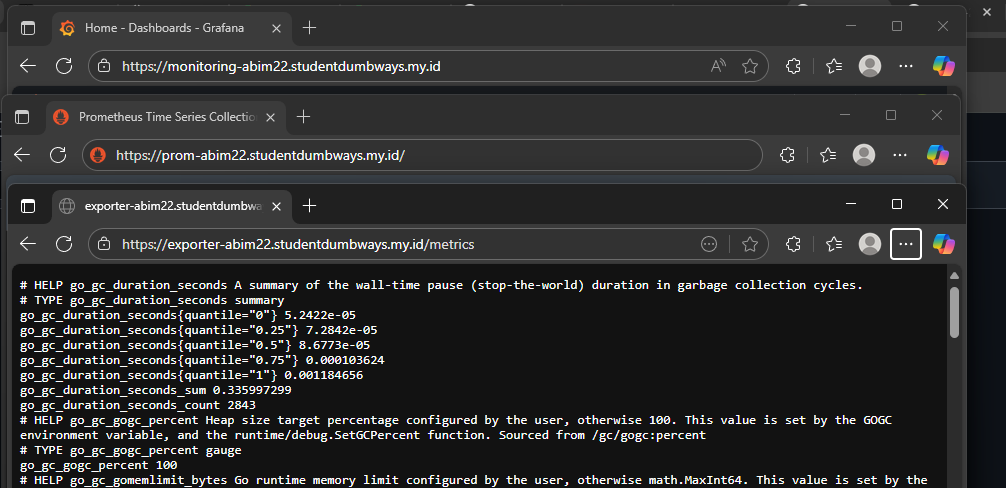 Home - Dashboards - Grafana
https://monitoring-abim22.studentdumbways.my.id
Prometheus Time Series Collectio
https://prom-abim22.studentdumbways.my.id/
exporter-abim22.studentdumbwa
https://exporter-abim22.studentdumbways.my.id/metrics
# HELP go_gc_duration_seconds A summary of the wall-time pause (stop-the-world) duration in garbage collection cycles.
# TYPE go_gc_duration_seconds summary
go_gc_duration_seconds{quantile="0"} 5.2422e-05
go_gc_duration_seconds{quantile="0.25"} 7.2842e-05
go_gc_duration_seconds{quantile="0.5"} 8.6773e-05
go_gc_duration_seconds{quantile="0.75"} 0.000103624
go_gc_duration_seconds{quantile="1"} 0.001184656
go_gc_duration_seconds_sum 0.335997299
go_gc_duration_seconds_count 2843
# HELP go_gc_gogc_percent Heap size target percentage configured by the user, otherwise 100. This value is set by the GOGC
environment variable, and the runtime/debug.SetGCPercent function. Sourced from /gc/gogc:percent
# TYPE go_gc_gogc_percent gauge
go_gc_gogc_percent 100
# HELP go_gc_gomemlimit_bytes Go runtime memory limit configured by the user, otherwise math.MaxInt64. This value is set by the